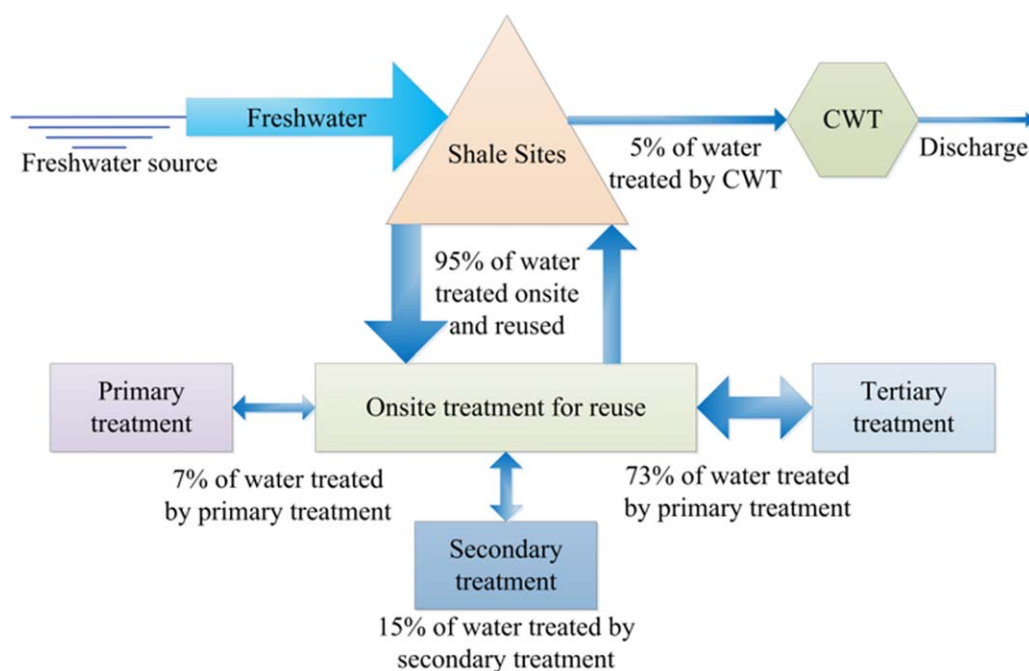 Freshwater source
Freshwater
Shale Sites
5% of water
treated by CWT
CWT
Discharge
95% of water
treated onsite
and reused
Primary
treatment
Onsite treatment for reuse
Tertiary
treatment
7% of water treated
by primary treatment
73% of water treated
by primary treatment
Secondary
treatment
15% of water treated by
secondary treatment